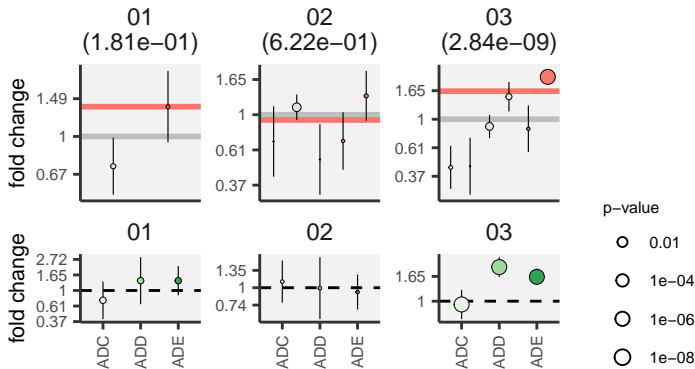 01
(1.81e−01)
02
(6.22e−01)
03
(2.84e−09)
fold change
1.49
1
0.67
1.65
1
0.61
0.37
1.65
1
0.61
0.37
01
02
03
fold change
2.72
1.65
1
0.61
0.37
1.35
1
0.74
1.65
1
ADC
ADD
ADE
ADC
ADD
ADE
ADC
ADD
ADE
p−value
0.01
1e−04
1e−06
1e−08